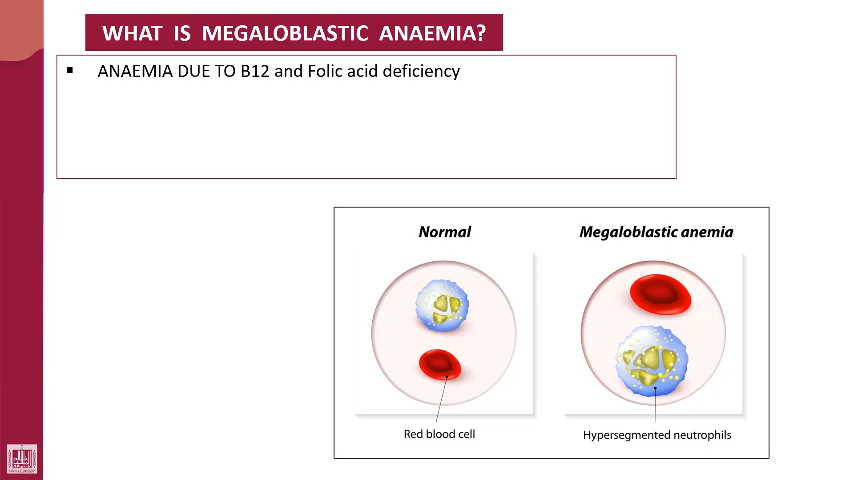 WHAT IS MEGALOBLASTIC ANAEMIA?
▪ ANAEMIA DUE TO B12 and Folic acid deficiency
Normal
Megaloblastic anemia
Red blood cell
Hypersegmented neutrophils